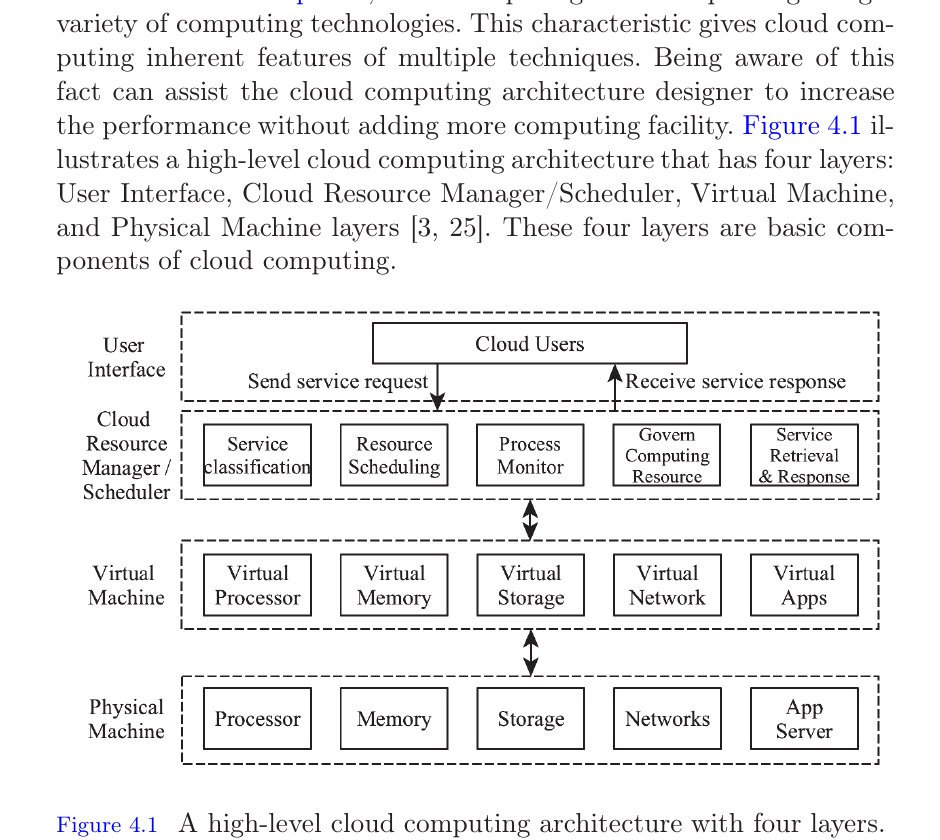 variety of computing technologies. This characteristic gives cloud com-
puting inherent features of multiple techniques. Being aware of this
fact can assist the cloud computing architecture designer to increase
the performance without adding more computing facility. Figure 4.1 il-
lustrates a high-level cloud computing architecture that has four layers:
User Interface, Cloud Resource Manager/Scheduler, Virtual Machine,
and Physical Machine layers [3, 25]. These four layers are basic com-
ponents of cloud computing.
User
Interface
Cloud Users
Send service request
Receive service response
Cloud
Resource
Manager /
Scheduler
Service
classification
Resource
Scheduling
Process
Monitor
Govern
Computing
Resource
Service
Retrieval
& Response
Virtual
Machine
Virtual
Processor
Virtual
Memory
Virtual
Storage
Virtual
Network
Virtual
Apps
Physical
Machine
Processor
Memory
Storage
Networks
App
Server
Figure 4.1 A high-level cloud computing architecture with four layers.